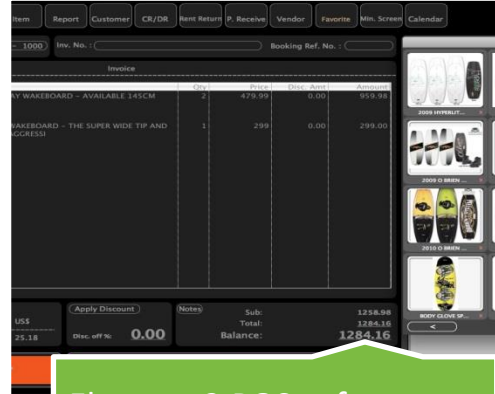 Item Report Customer CR/DR Rent Return P. Receive Vendor Favorite Min. Screen Calendar
- 1000) Inv. No. : Booking Ref. No. :
Invoice
Qty Price Disc. Amt Amount
AY WAKEBOARD - AVAILABLE 145CM 2 479.99 0.00 959.98
WAKEBOARD - THE SUPER WIDE TIP AND 1 299 0.00 299.00
AGGRESSI
2009 HYPERLIT...
2008 O BRIEN ...
2010 O BRIEN ...
BODY GLOVE SP...
<
Apply Discount Notes Sub: 1258.98
US$ Total: 1284.16
25.18 Disc. off %: 0.00 Balance: 1284.16